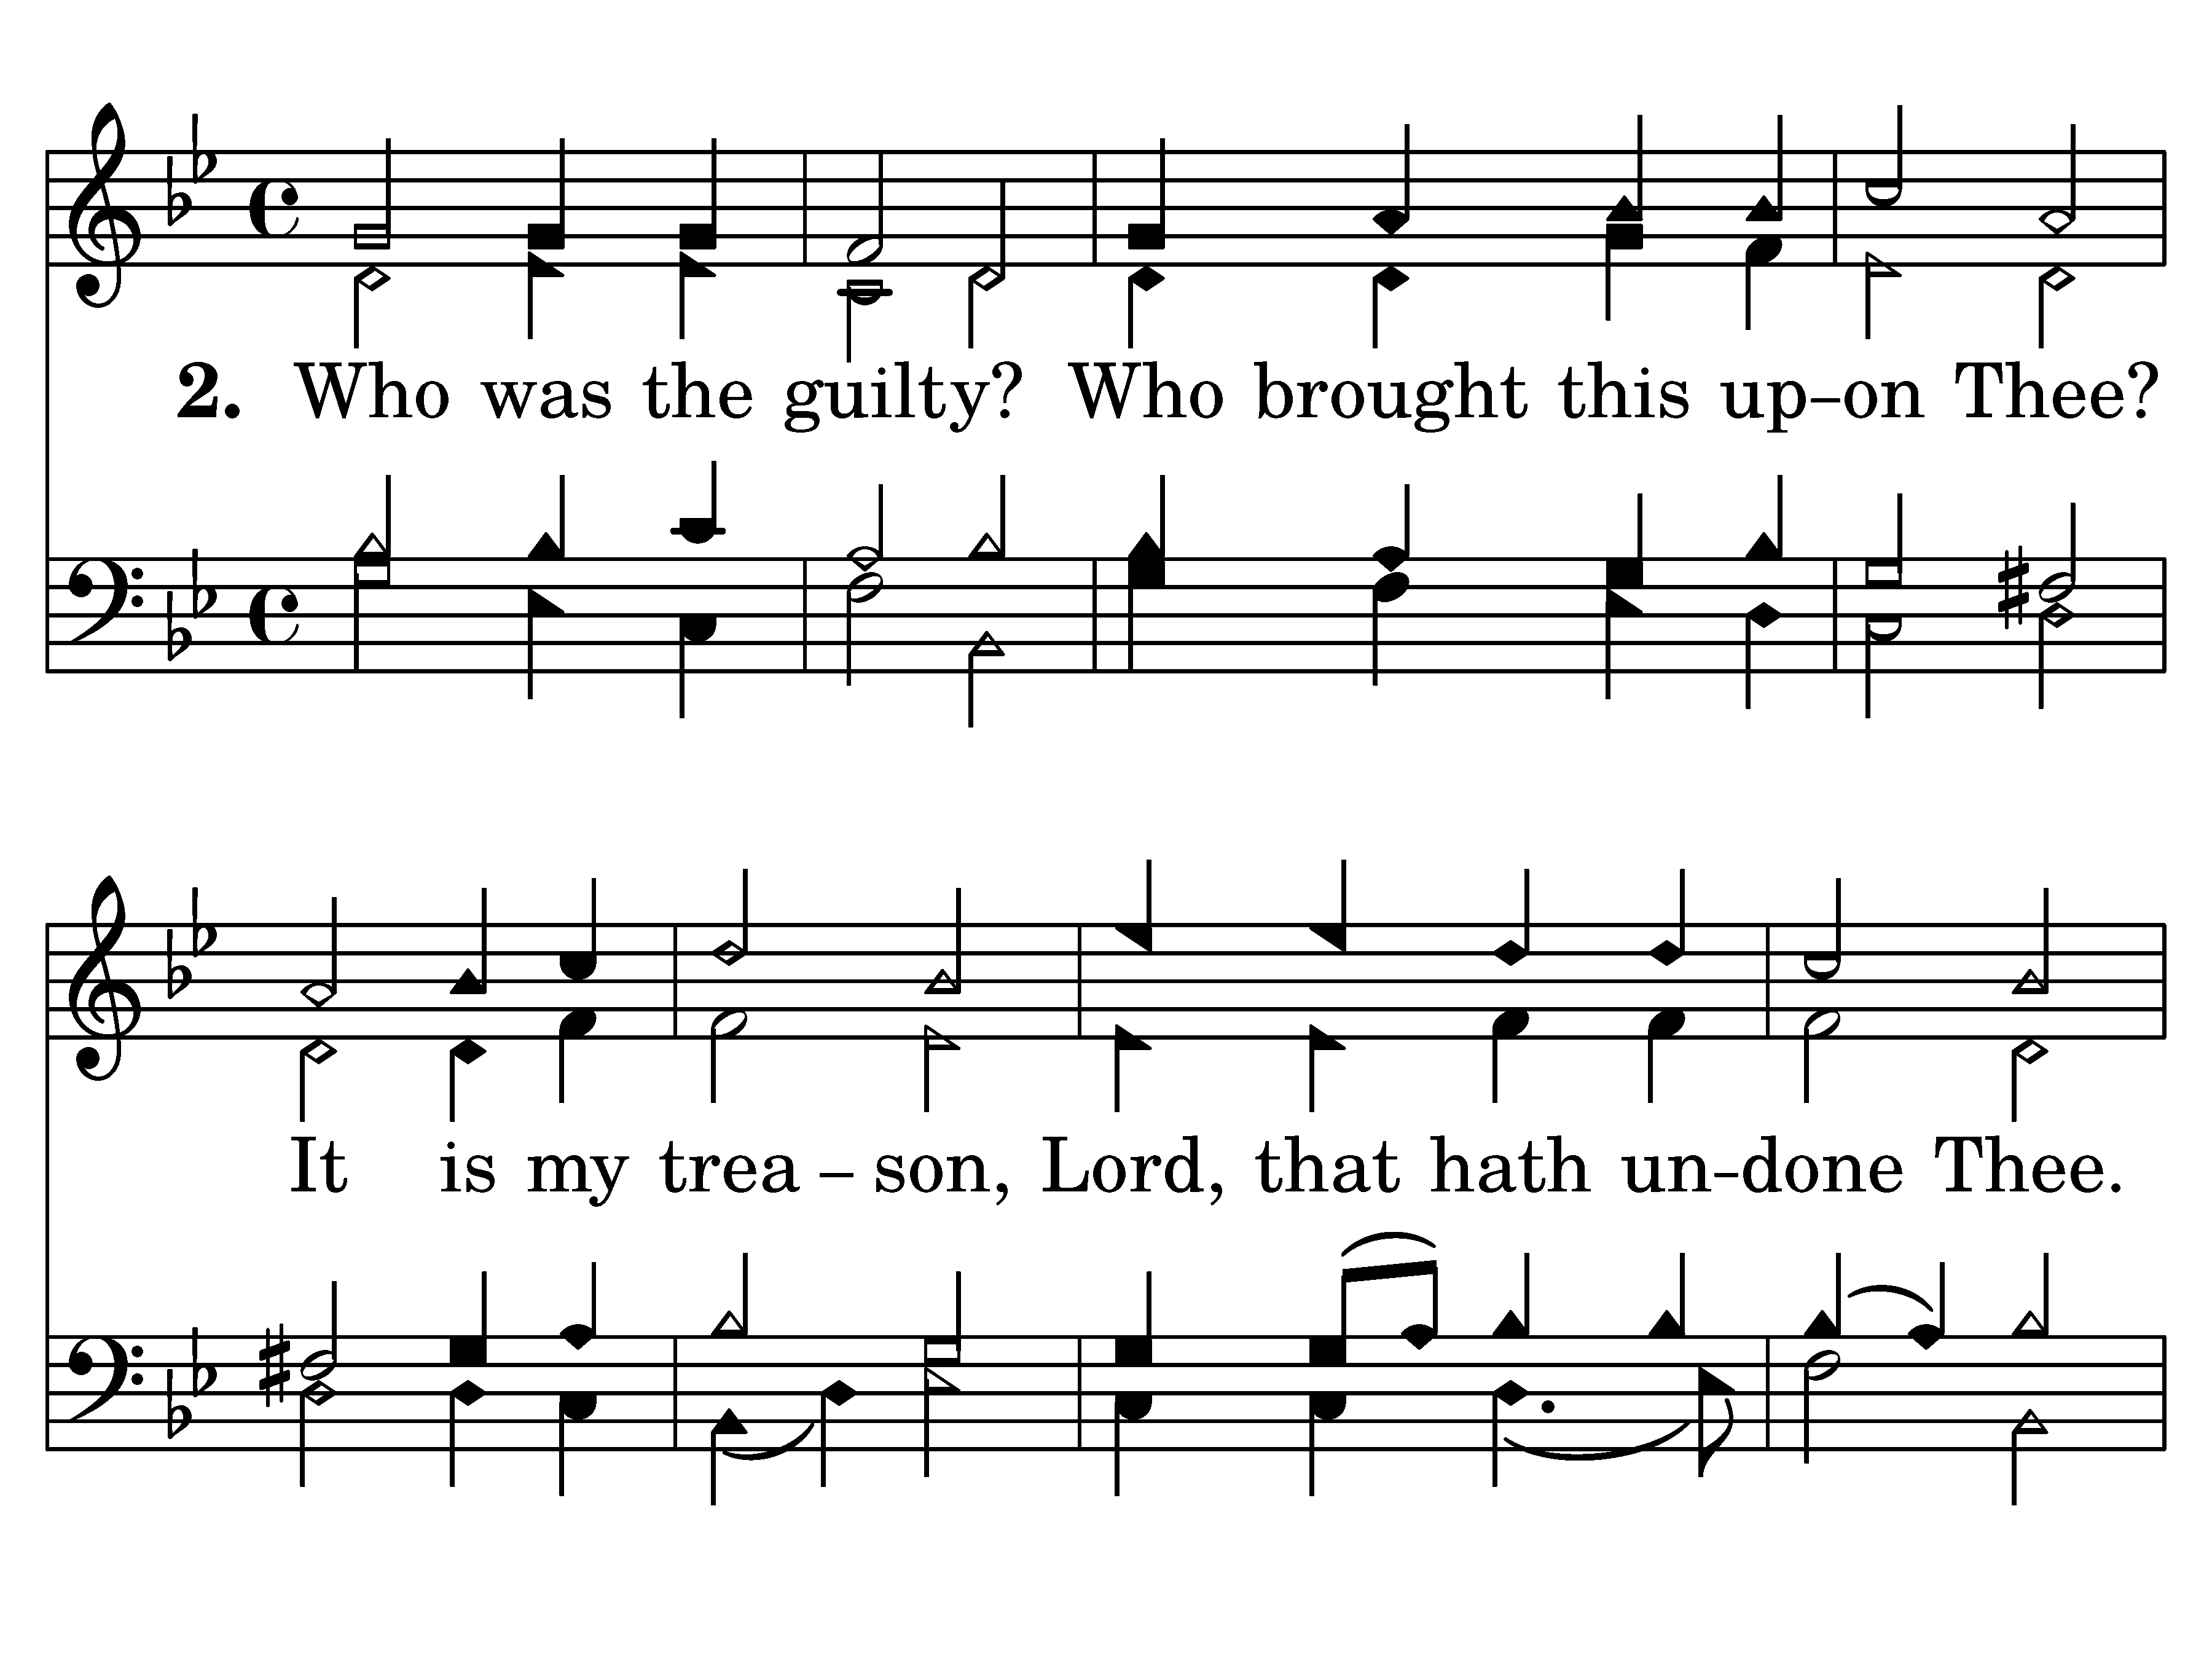 2. Who was the guilty? Who brought this up–on Thee?
It is my trea – son, Lord, that hath un–done Thee.